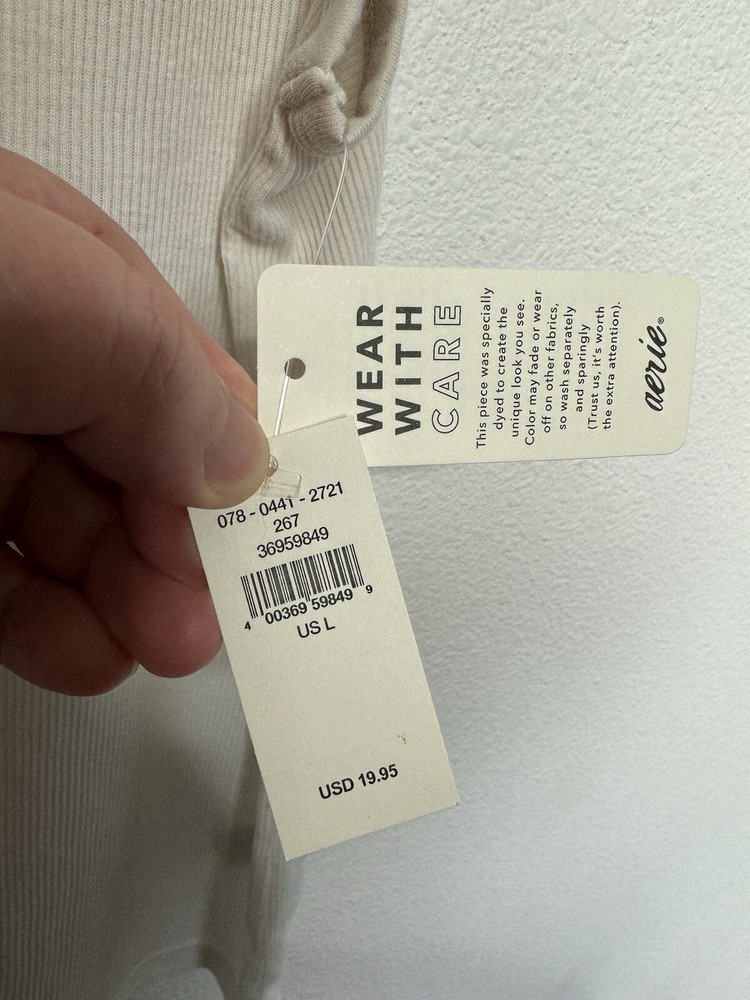 WEAR
WITH
CARE
This piece was specially
dyed to create the
unique look you see.
Color may fade or wear
off on other fabrics,
so wash separately
and sparingly
(Trust us, it's worth
the extra attention).
aerie®
078 - 0441 - 2721
267
36959849
4 00369 59849 9
US L
USD 19.95